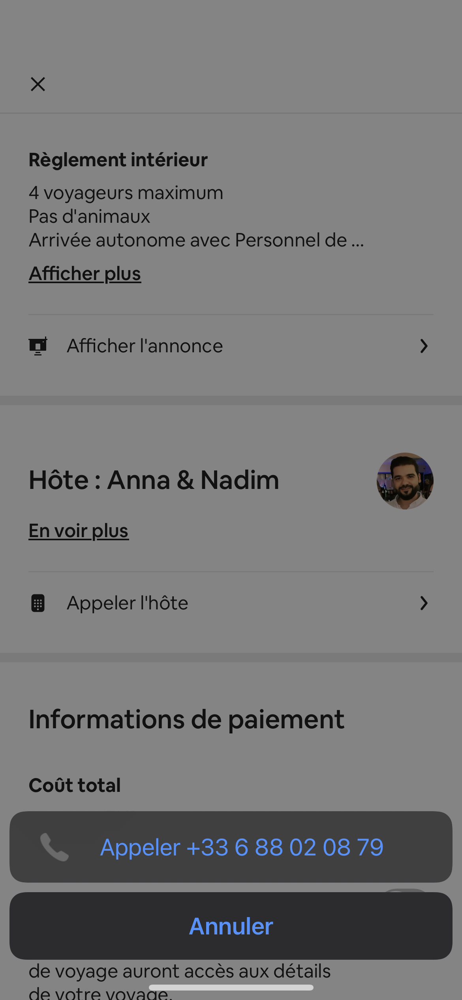 Règlement intérieur
4 voyageurs maximum
Pas d'animaux
Arrivée autonome avec Personnel de ...
Afficher plus
Afficher l'annonce
Hôte : Anna & Nadim
En voir plus
Appeler l'hôte
Informations de paiement
Coût total
Appeler +33 6 88 02 08 79
Annuler
de voyage auront accès aux détails
de votre voyage.